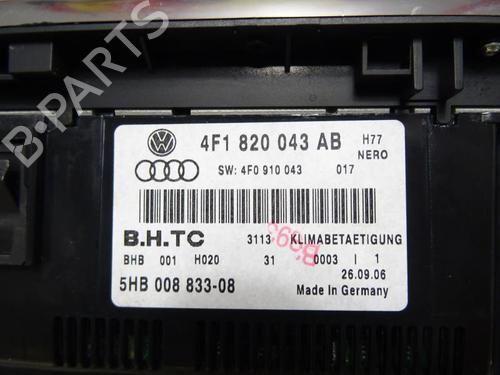 B-PARTS
4F1 820 043 AB H77
NERO
SW: 4F0 910 043 017
B.H.TC 3113 KLIMABETAETIGUNG
BHB 001 H020 31 0003 I 1
26.09.06
5HB 008 833-08 Made in Germany